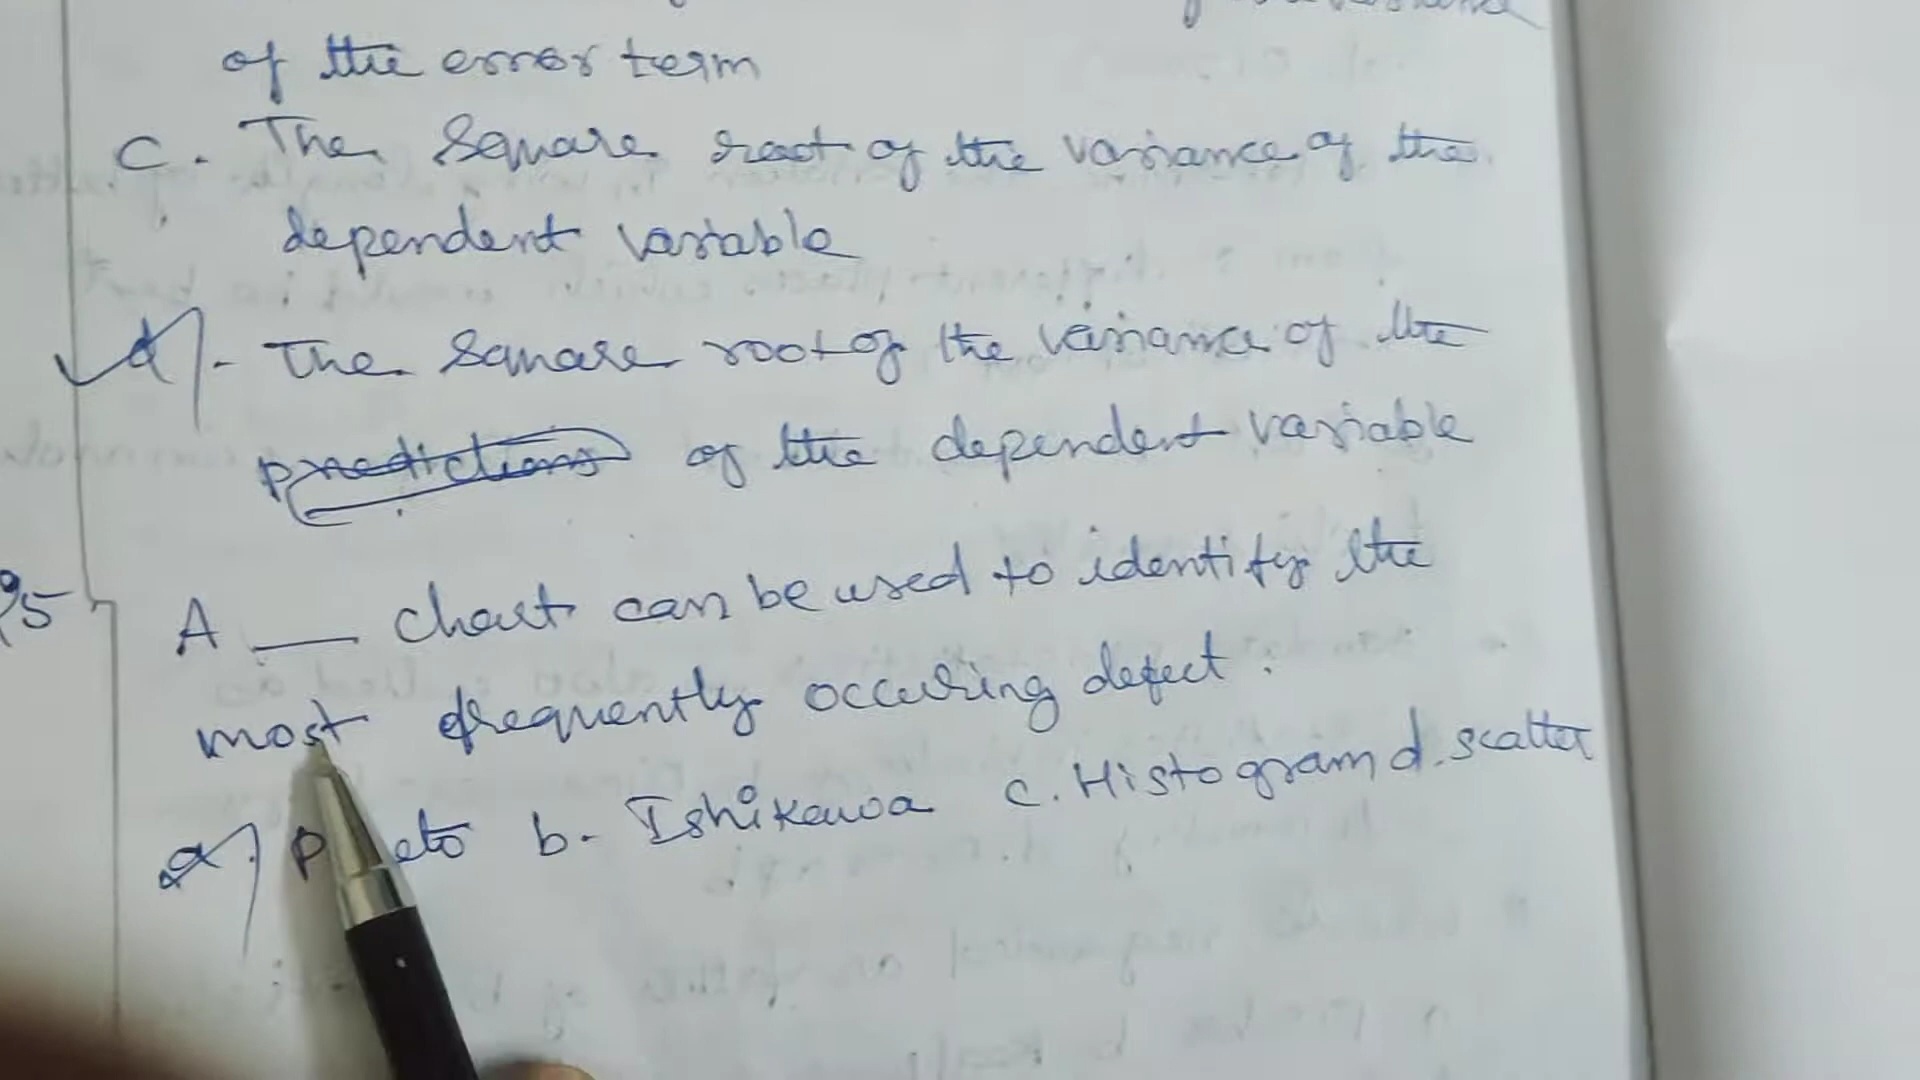 of the error term
c. The Square root of the variance of the
dependent variable
d. The Square root of the variance of the
predictions of the dependent variable
95 A ___ chart can be used to identify the
most frequently occuring defect.
a. P eto b. Ishikawa c. Histogram d. scatter